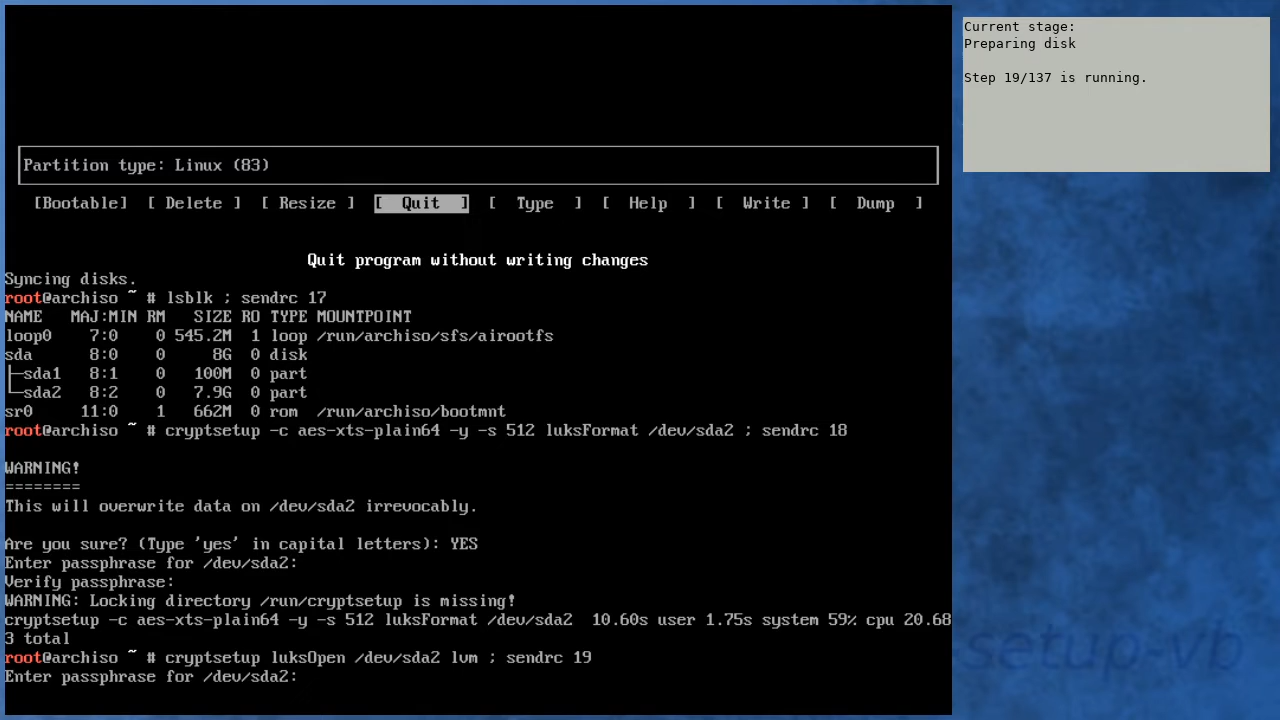 Partition type: Linux (83)
[Bootable] [ Delete ] [ Resize ] [ Quit ] [ Type ] [ Help ] [ Write ] [ Dump ]
Quit program without writing changes
Syncing disks.
root@archiso ~ # lsblk ; sendrc 17
NAME MAJ:MIN RM SIZE RO TYPE MOUNTPOINT
loop0 7:0 0 545.2M 1 loop /run/archiso/sfs/airootfs
sda 8:0 0 8G 0 disk
├─sda1 8:1 0 100M 0 part
└─sda2 8:2 0 7.9G 0 part
sr0 11:0 1 662M 0 rom /run/archiso/bootmnt
root@archiso ~ # cryptsetup -c aes-xts-plain64 -y -s 512 luksFormat /dev/sda2 ; sendrc 18
WARNING!
========
This will overwrite data on /dev/sda2 irrevocably.
Are you sure? (Type 'yes' in capital letters): YES
Enter passphrase for /dev/sda2:
Verify passphrase:
WARNING: Locking directory /run/cryptsetup is missing!
cryptsetup -c aes-xts-plain64 -y -s 512 luksFormat /dev/sda2 10.60s user 1.75s system 59% cpu 20.68
3 total
root@archiso ~ # cryptsetup luksOpen /dev/sda2 lvm ; sendrc 19
Enter passphrase for /dev/sda2:
Current stage:
Preparing disk
Step 19/137 is running.
-setup-vb